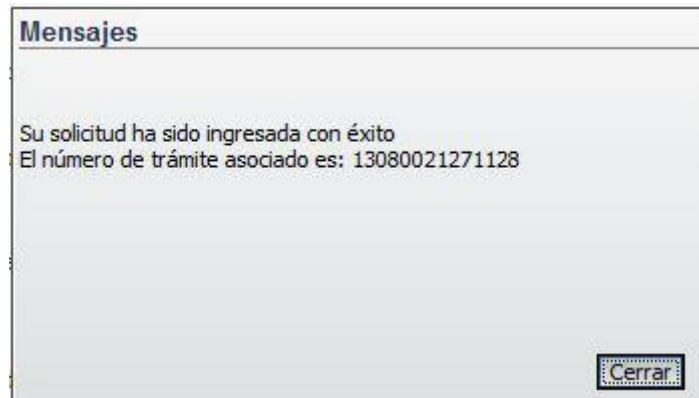 Mensajes
Su solicitud ha sido ingresada con éxito
El número de trámite asociado es: 13080021271128
Cerrar